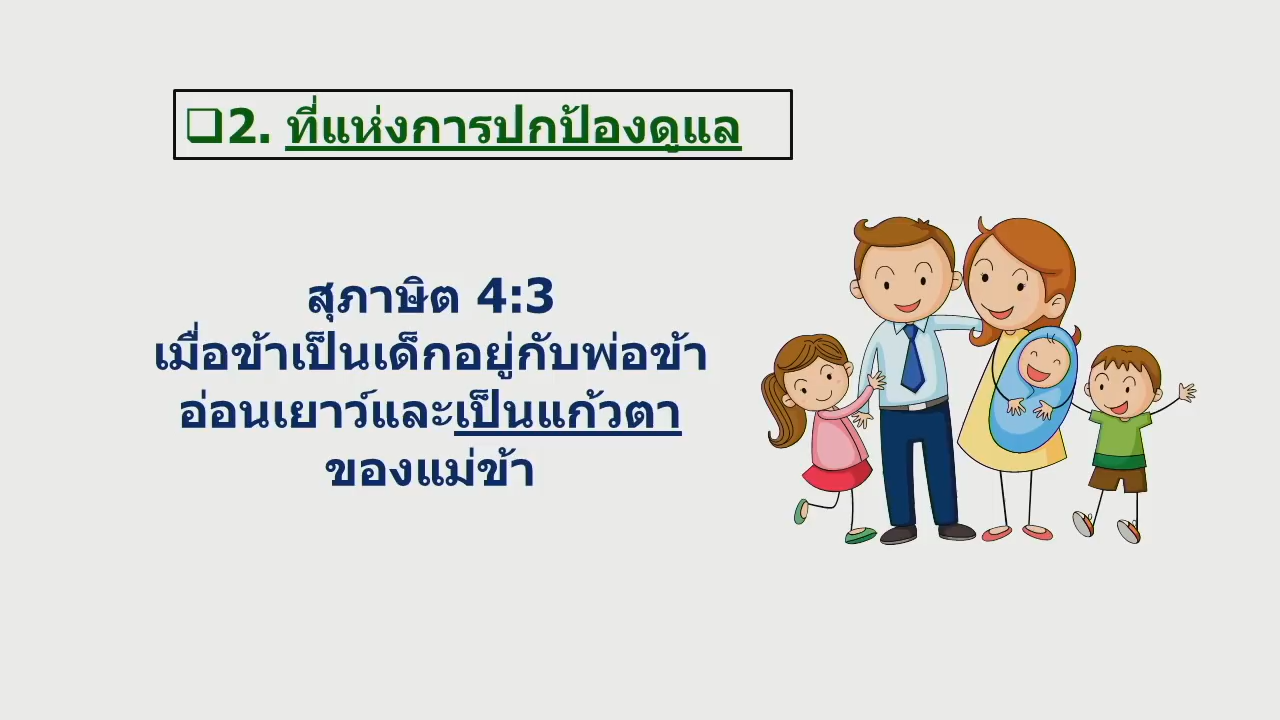 ❑2. ที่แห่งการปกป้องดูแล
สุภาษิต 4:3
เมื่อข้าเป็นเด็กอยู่กับพ่อข้า
อ่อนเยาว์และเป็นแก้วตา
ของแม่ข้า